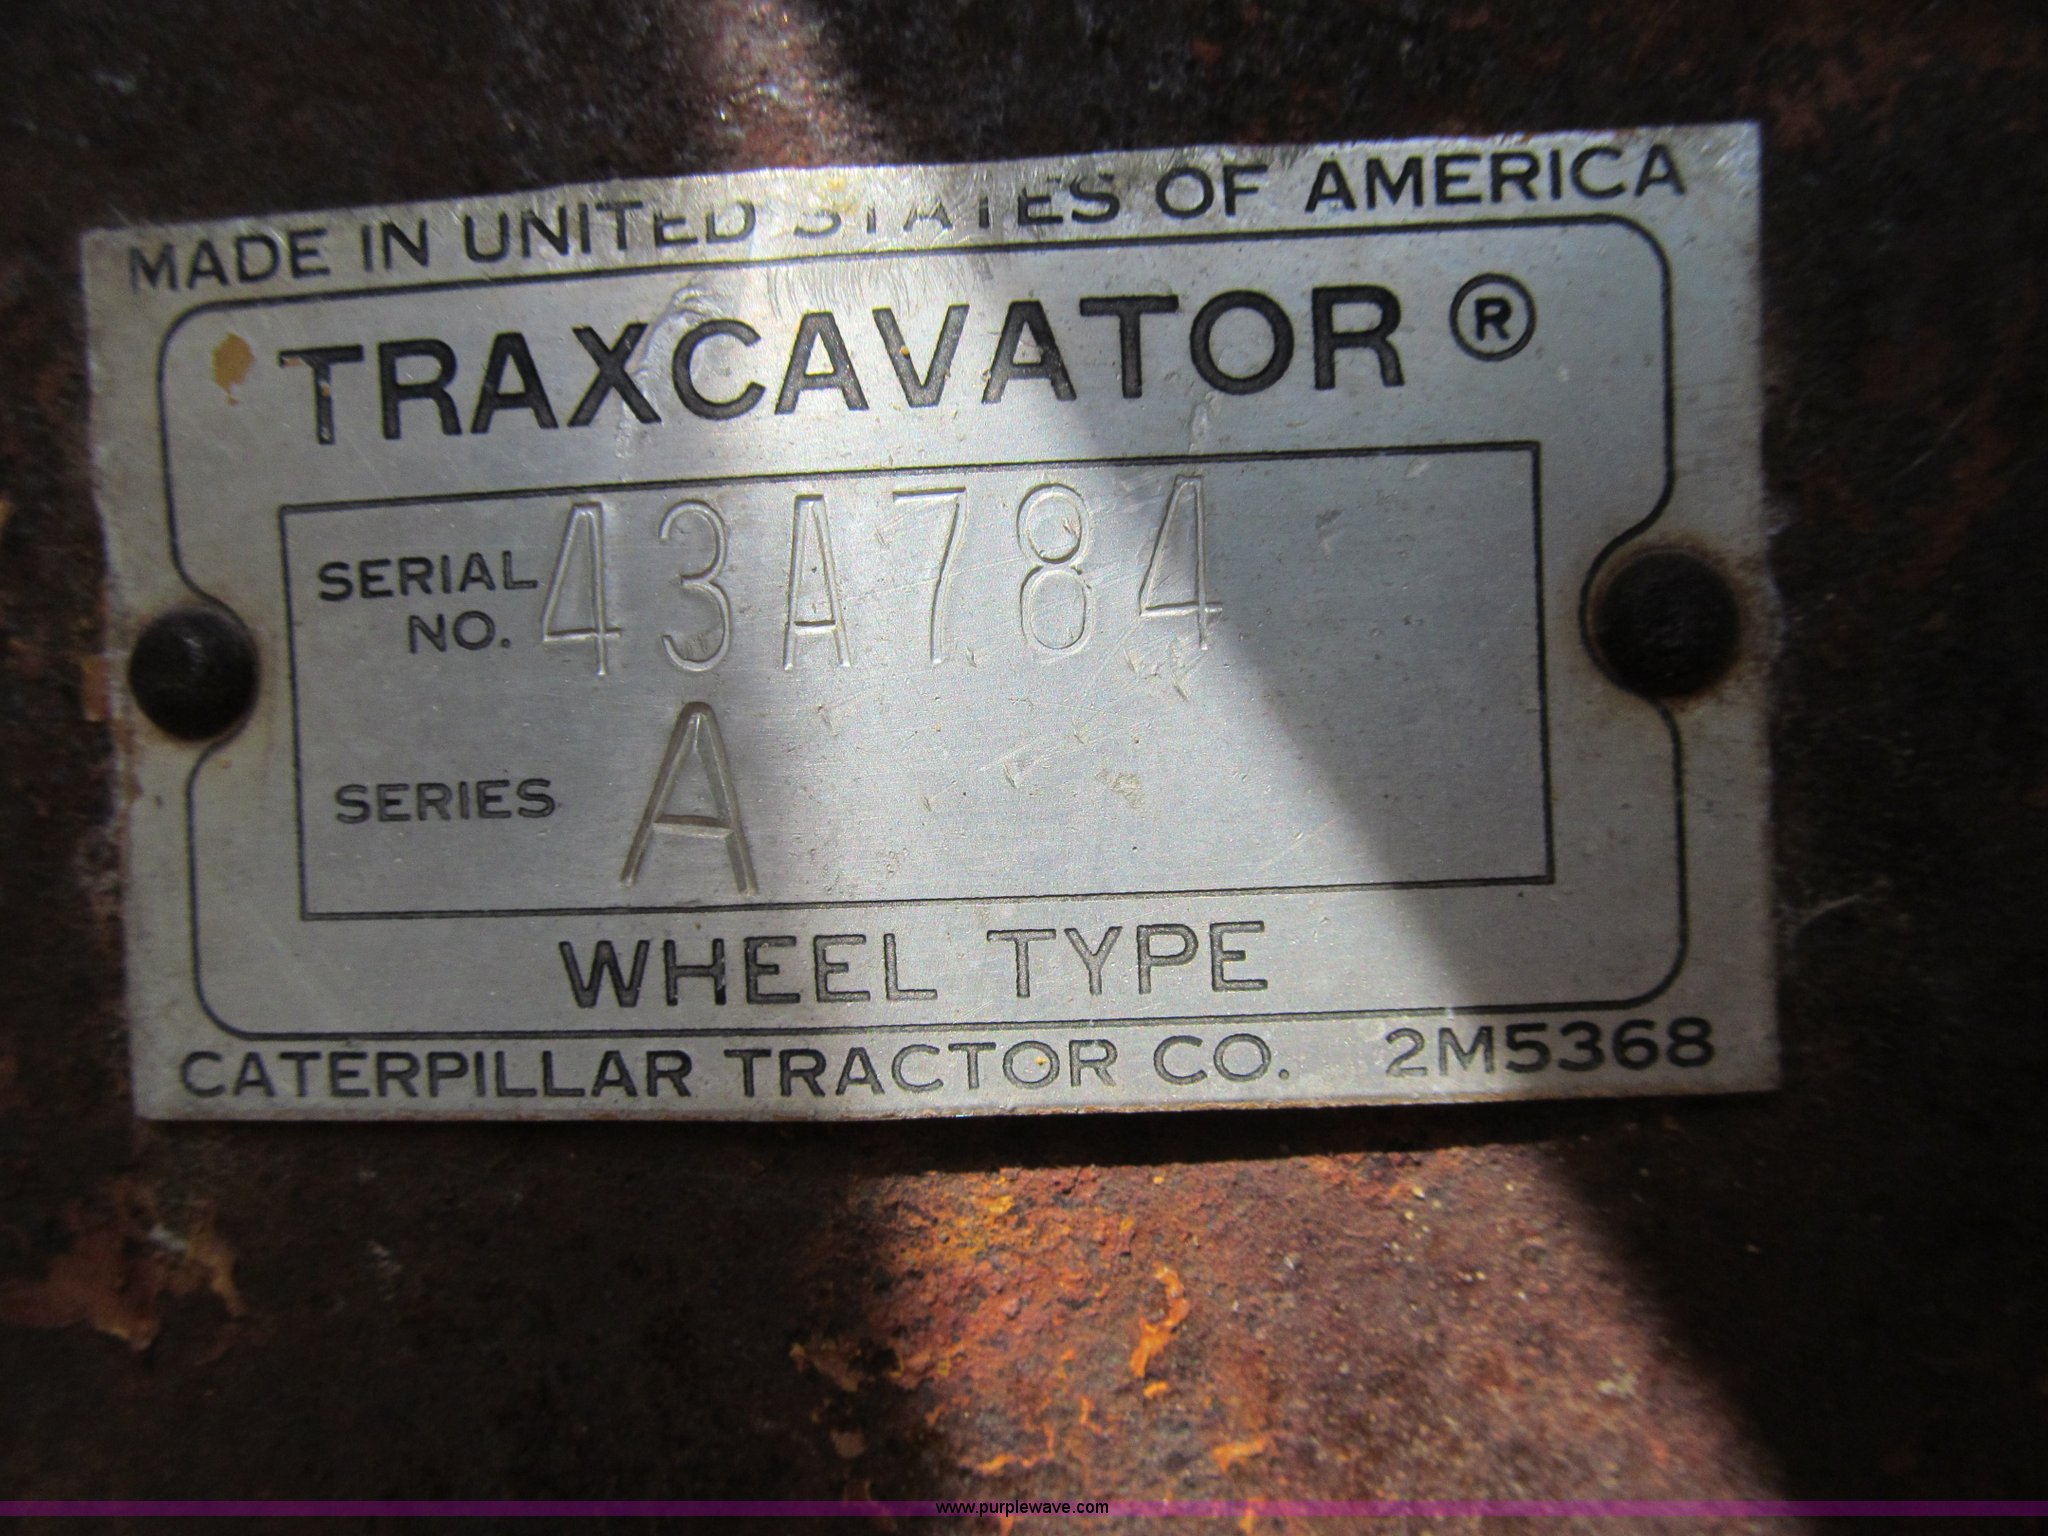 MADE IN UNITED STATES OF AMERICA
TRAXCAVATOR ®
SERIAL NO. 43A784
SERIES A
WHEEL TYPE
CATERPILLAR TRACTOR CO. 2M5368
www.purplewave.com